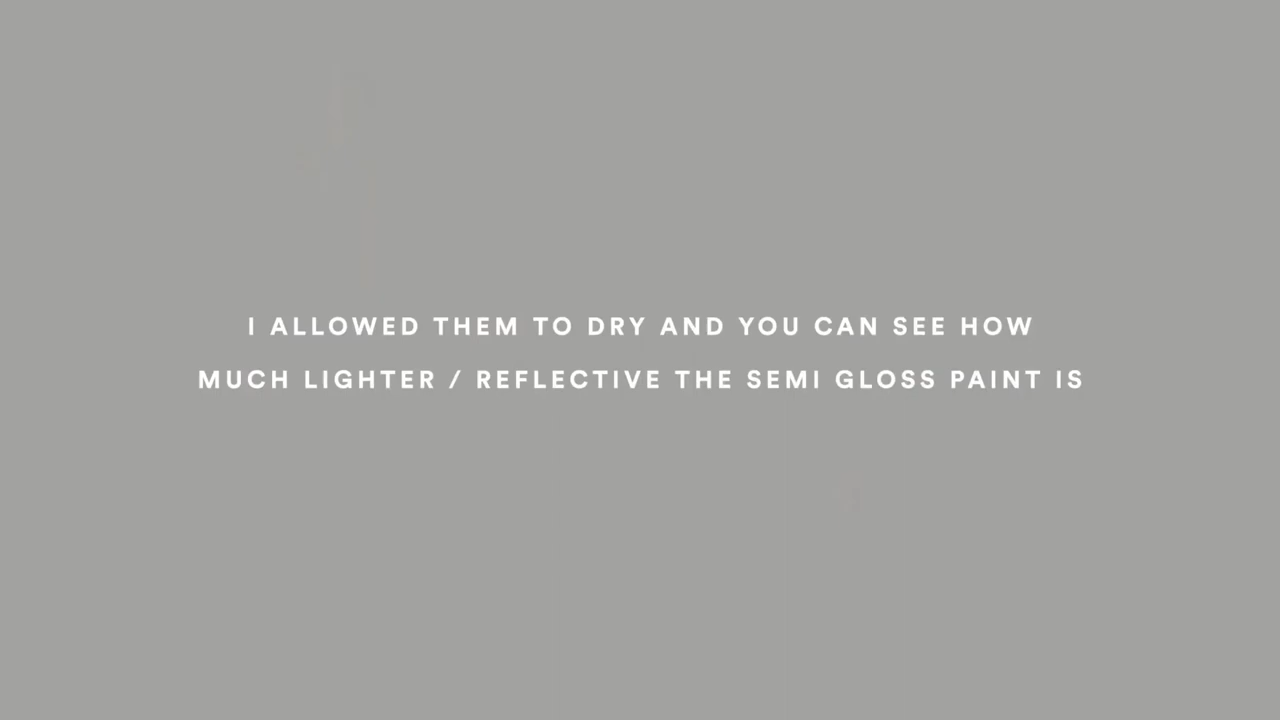 I ALLOWED THEM TO DRY AND YOU CAN SEE HOW
MUCH LIGHTER / REFLECTIVE THE SEMI GLOSS PAINT IS